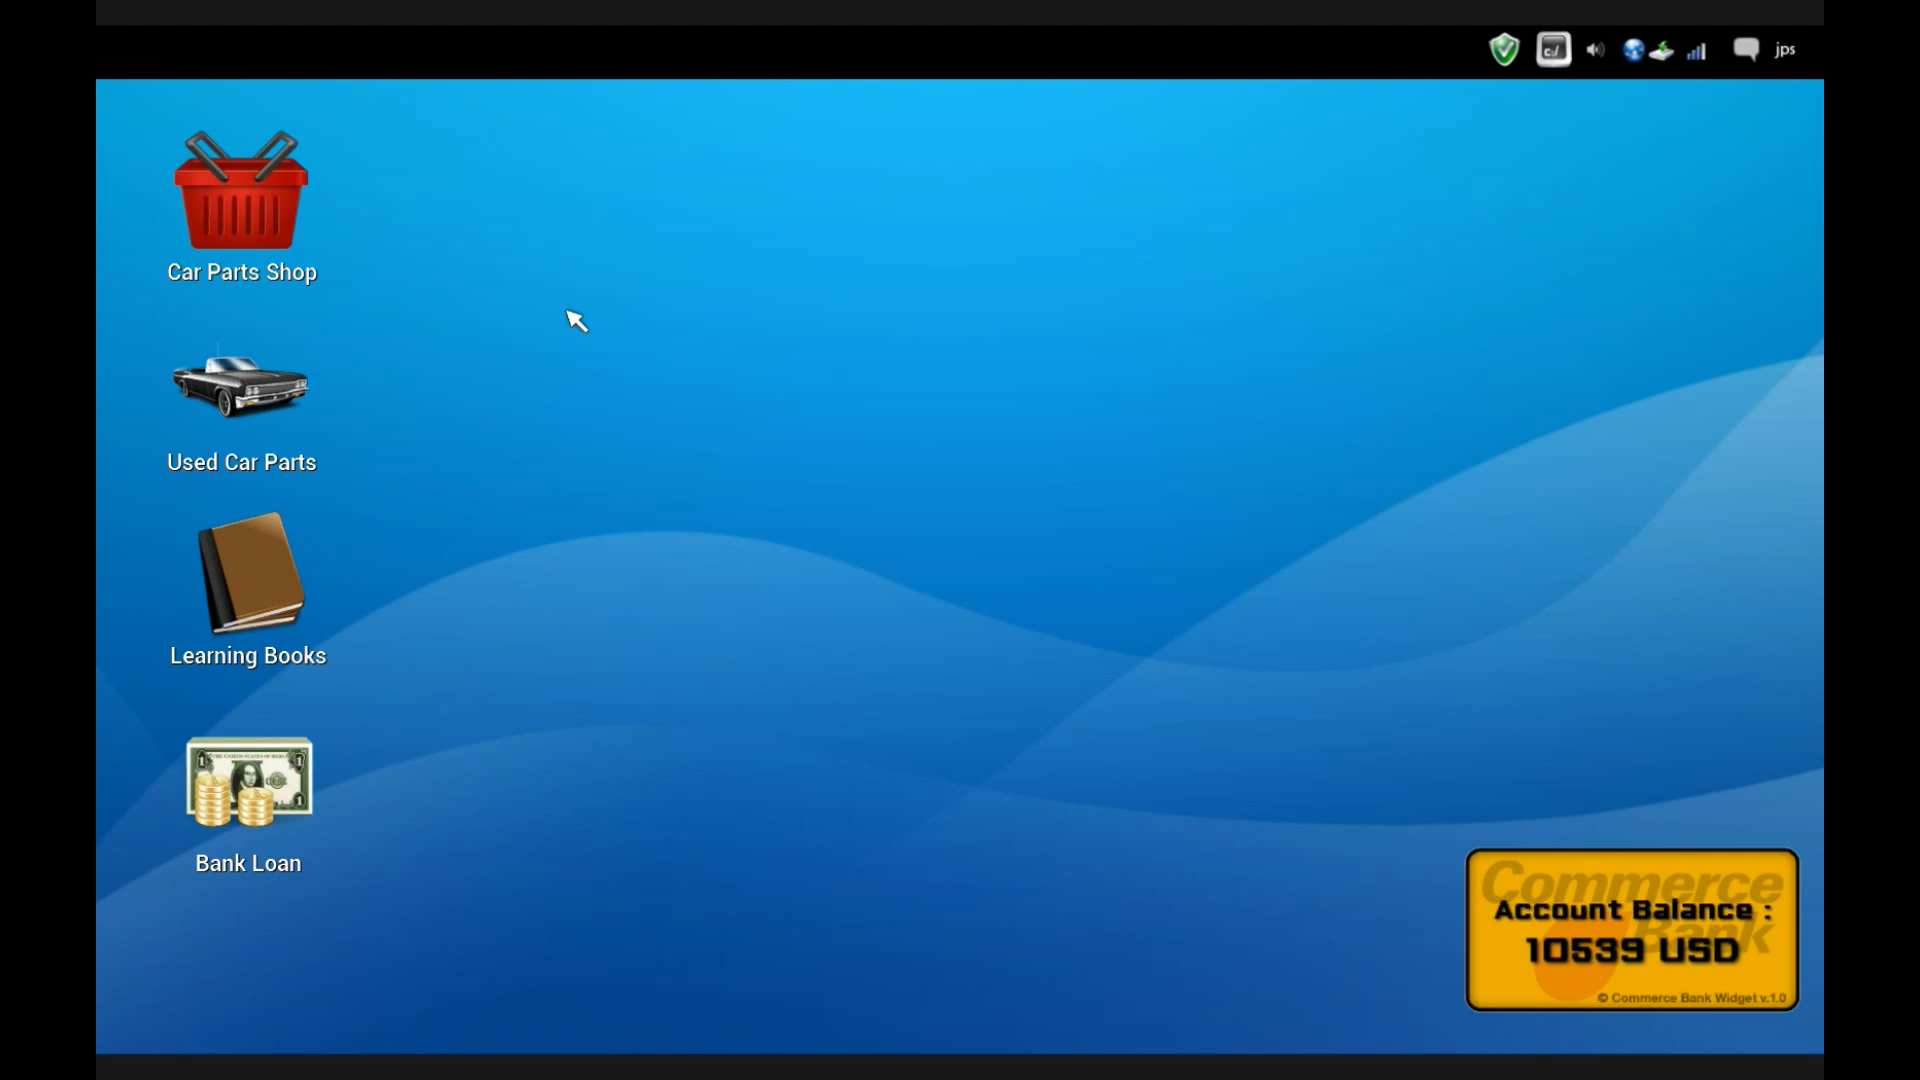 c:/
jps
Car Parts Shop
Used Car Parts
Learning Books
Bank Loan
Commerce
Account Balance :
Bank
10539 USD
© Commerce Bank Widget v.1.0